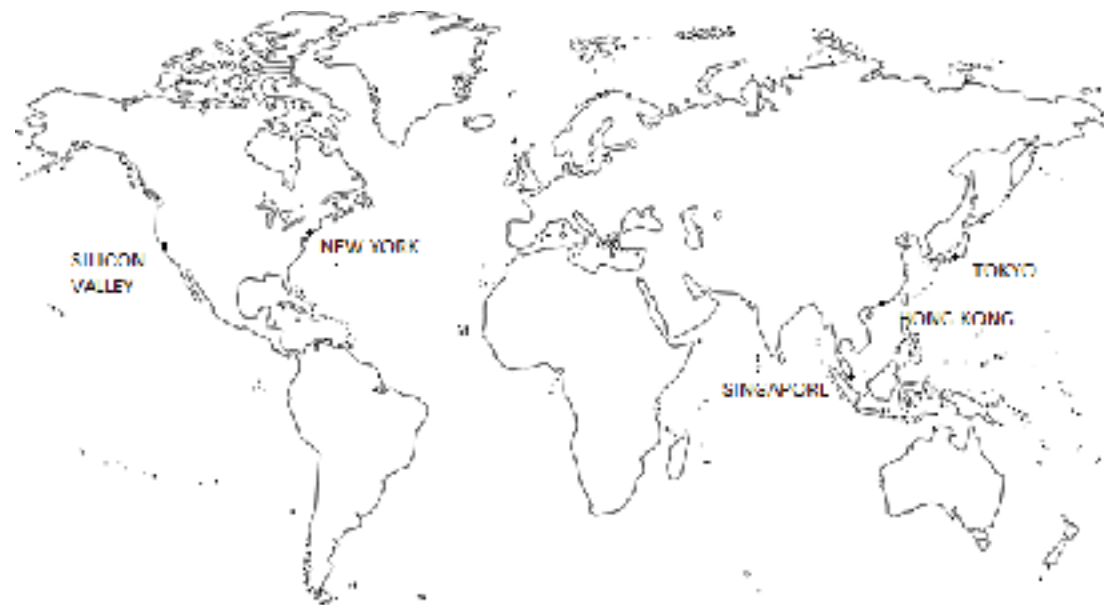 NEW YORK
SILICON
VALLEY
TOKYO
HONG KONG
SINGAPORE